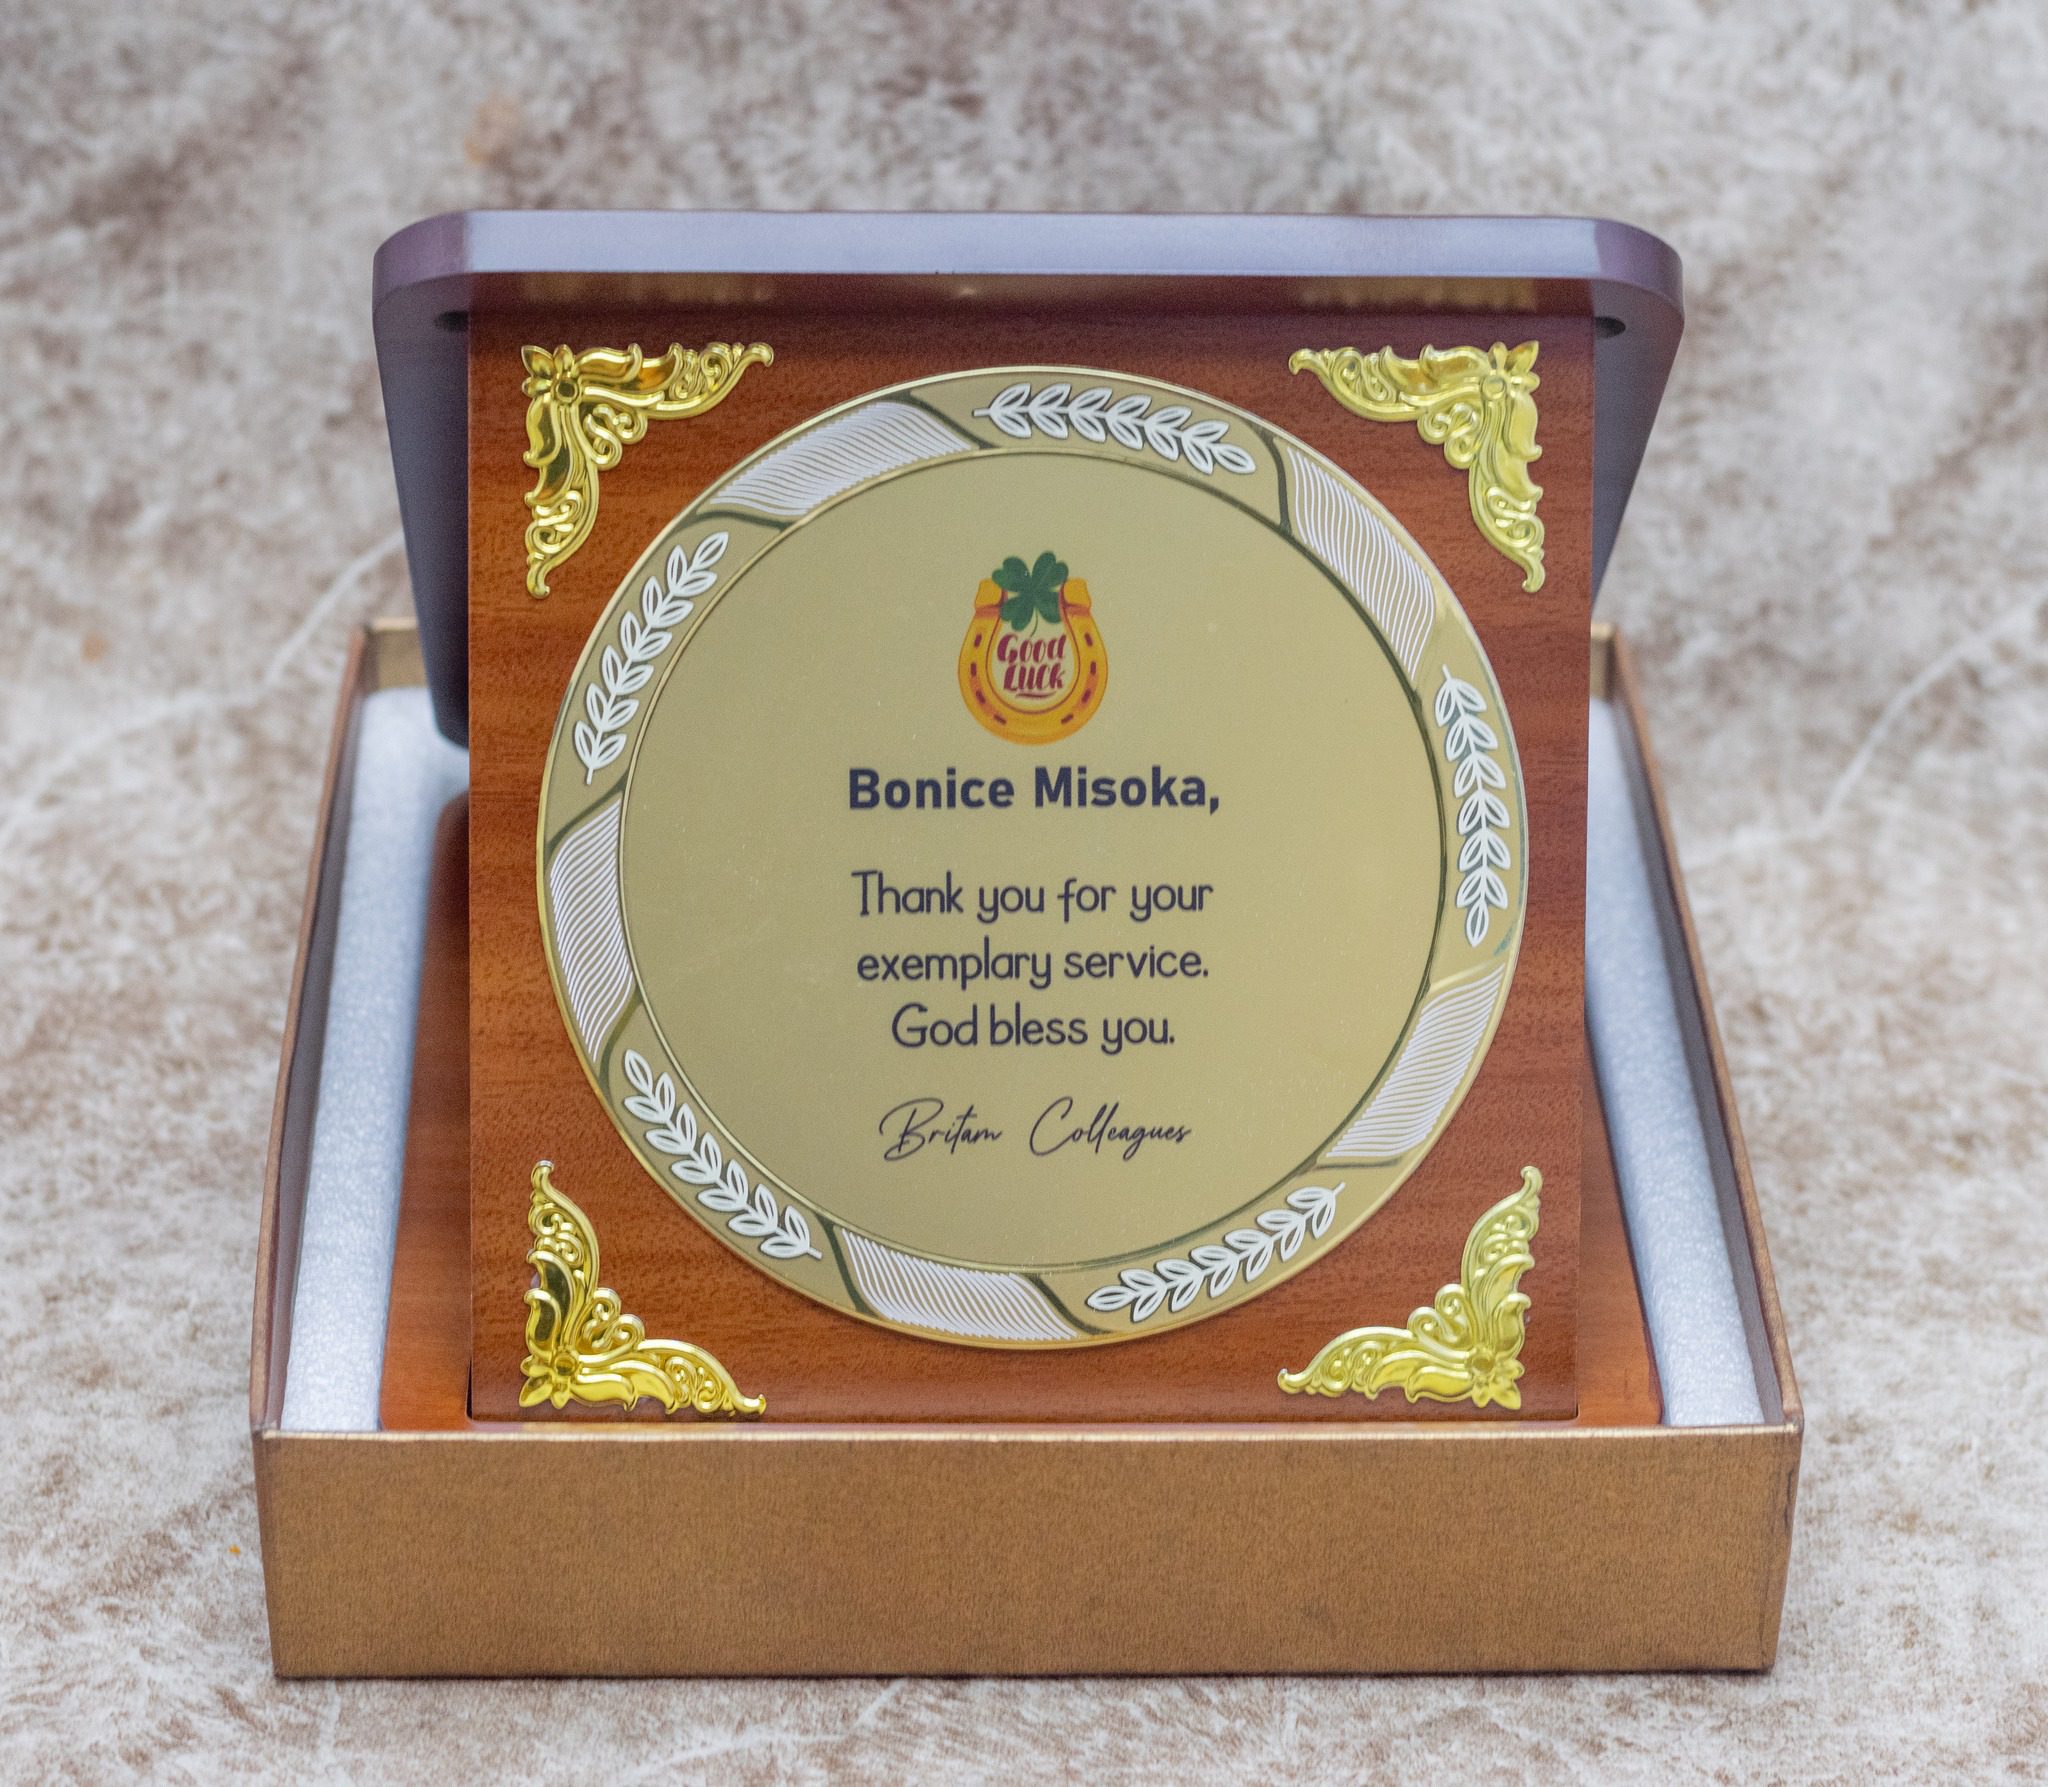 Good
Luck
Bonice Misoka,
Thank you for your
exemplary service.
God bless you.
Britam Colleagues